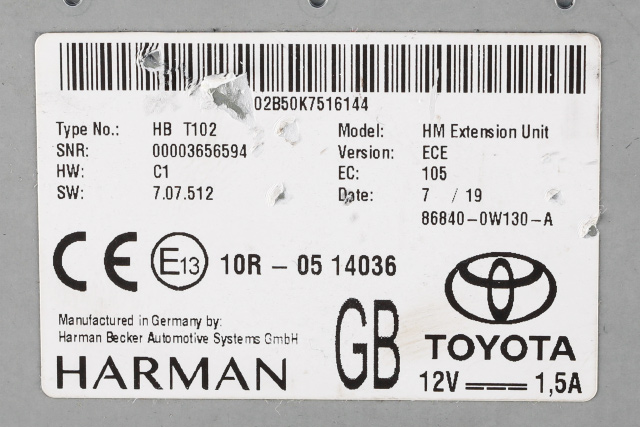 02B50K7516144
Type No.: HB T102 Model: HM Extension Unit
SNR: 00003656594 Version: ECE
HW: C1 EC: 105
SW: 7.07.512 Date: 7 / 19
86840-0W130-A
CE E13 10R - 05 14036
Manufactured in Germany by:
Harman Becker Automotive Systems GmbH
HARMAN
GB
TOYOTA
12V 1,5A